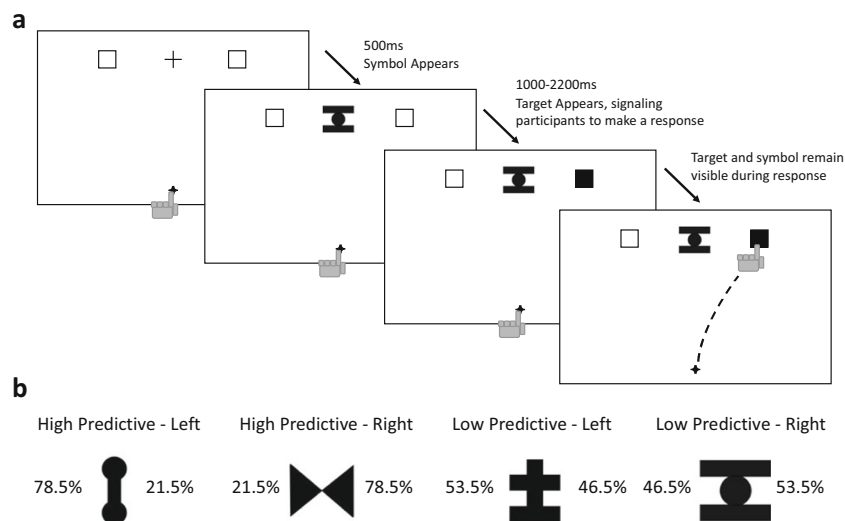 a
500ms
Symbol Appears
1000-2200ms
Target Appears, signaling
participants to make a response
Target and symbol remain
visible during response
b
High Predictive - Left High Predictive - Right Low Predictive - Left Low Predictive - Right
78.5% 21.5% 21.5% 78.5% 53.5% 46.5% 46.5% 53.5%